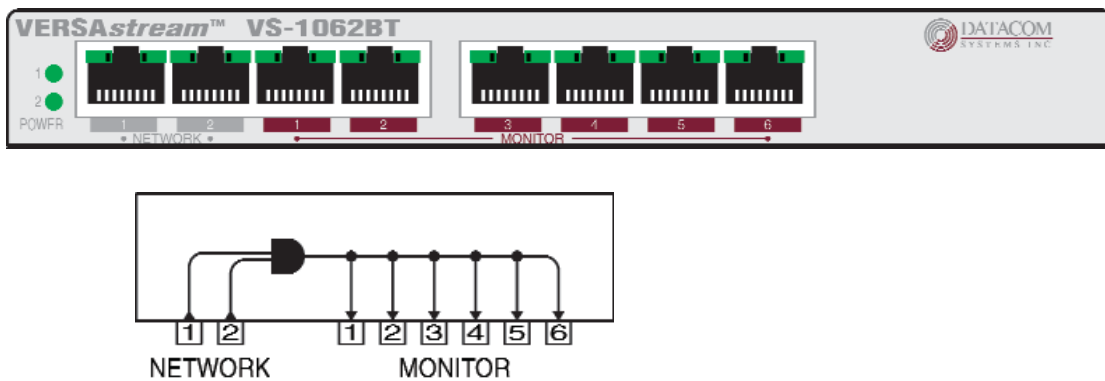 VERSAstream™ VS-1062BT
DATACOM
SYSTEMS INC
1
2
POWER
1 2 1 2 3 4 5 6
• NETWORK •
MONITOR
1 2 1 2 3 4 5 6
NETWORK MONITOR